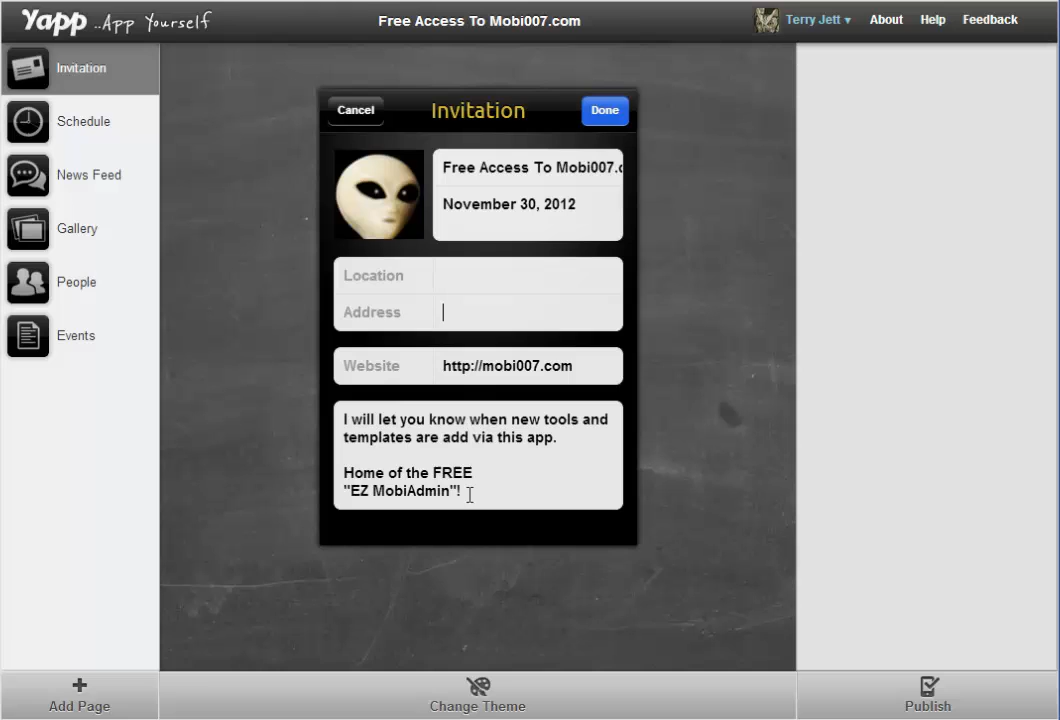 Yapp ..App Yourself
Free Access To Mobi007.com
Terry Jett ▾
About
Help
Feedback
Invitation
Schedule
News Feed
Gallery
People
Events
Cancel
Invitation
Done
Free Access To Mobi007.c
November 30, 2012
Location
Address
Website
http://mobi007.com
I will let you know when new tools and
templates are add via this app.
Home of the FREE
"EZ MobiAdmin"!
Add Page
Change Theme
Publish